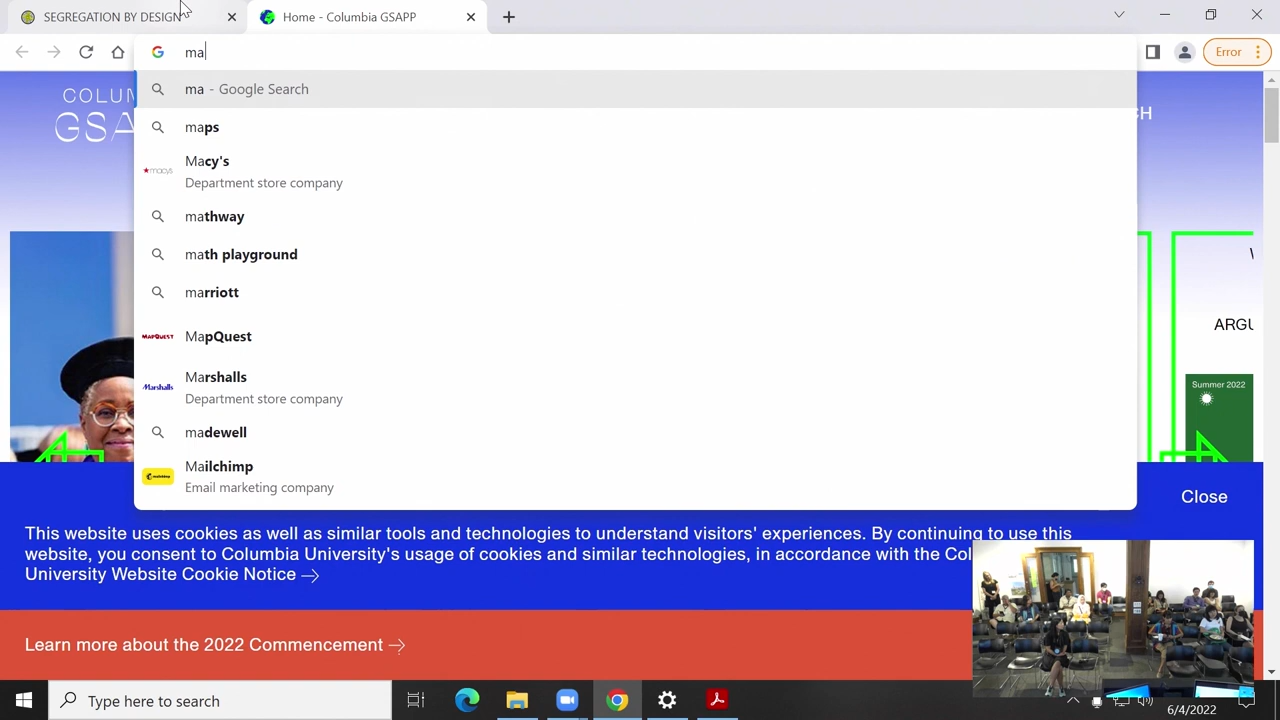 SEGREGATION BY DESIGN
Home - Columbia GSAPP
ma
Error
ma - Google Search
maps
Macy's
Department store company
mathway
math playground
marriott
MapQuest
Marshalls
Department store company
madewell
Mailchimp
Email marketing company
COLUM
GSA
CH
ARGU
Summer 2022
Close
This website uses cookies as well as similar tools and technologies to understand visitors' experiences. By continuing to use this
website, you consent to Columbia University's usage of cookies and similar technologies, in accordance with the Col
University Website Cookie Notice →
Learn more about the 2022 Commencement →
Type here to search
6/4/2022